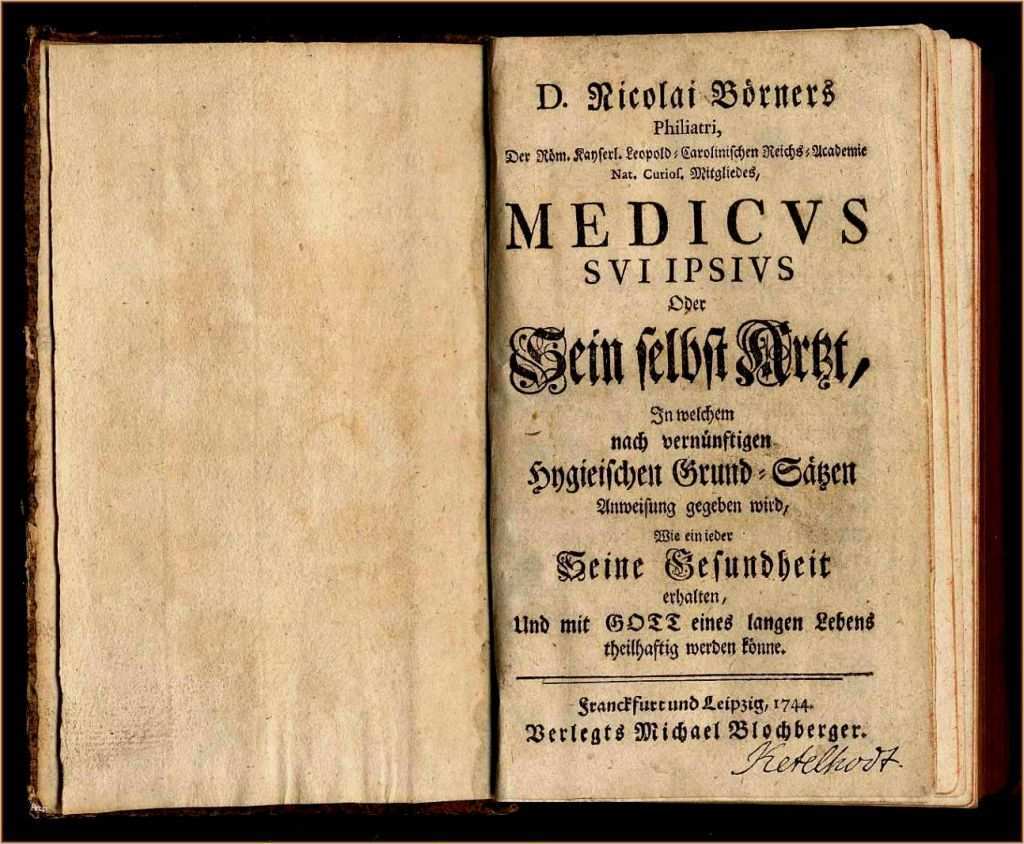 D. Nicolai Börners
Philiatri,
Der Röm. Kayserl. Leopold-Carolinischen Reichs-Academie
Nat. Curios. Mitgliedes,
MEDICVS
SVI IPSIVS
Oder
Sein selbst Artzt,
In welchem
nach vernünftigen
Hygieischen Grund-Sätzen
Anweisung gegeben wird,
Wie ein ieder
Seine Gesundheit
erhalten,
Und mit GOTT eines langen Lebens
theilhaftig werden könne.
Franckfurt und Leipzig, 1744.
Verlegts Michael Blochberger.
Ketelhodt.